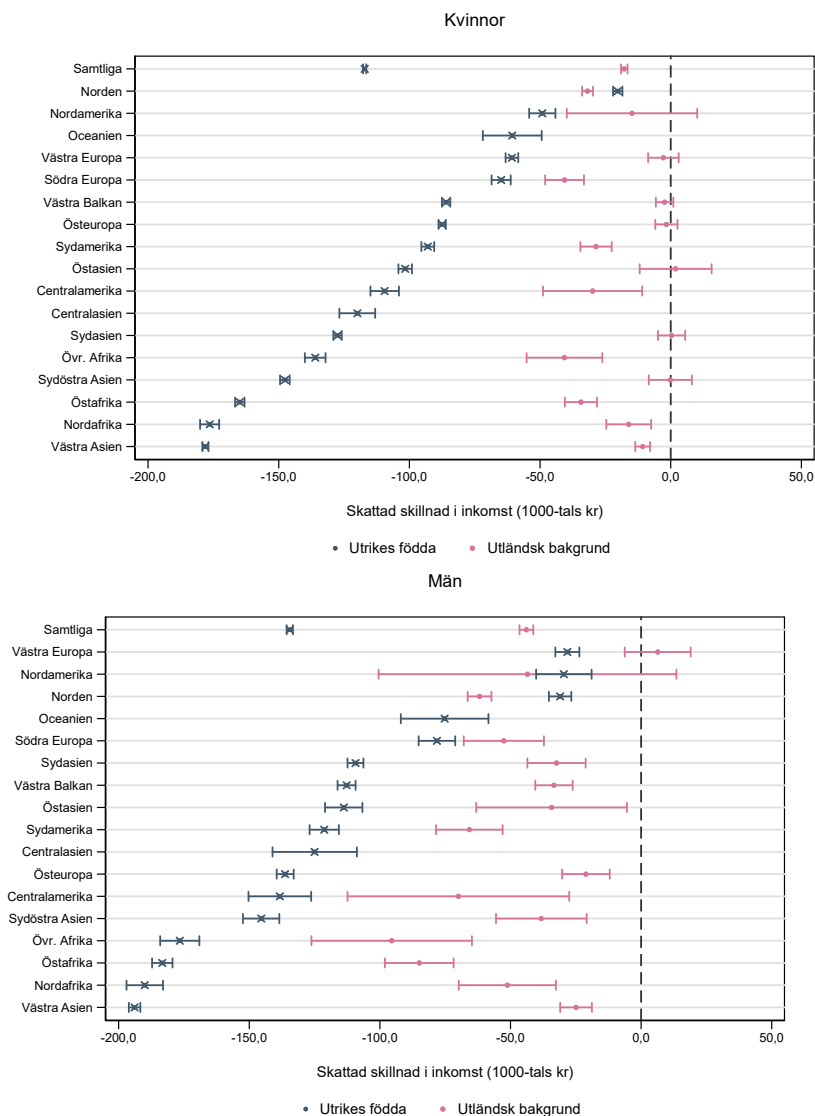 Kvinnor
Samtliga
Norden
Nordamerika
Oceanien
Västra Europa
Södra Europa
Västra Balkan
Östeuropa
Sydamerika
Östasien
Centralamerika
Centralasien
Sydasien
Övr. Afrika
Sydöstra Asien
Östafrika
Nordafrika
Västra Asien
-200,0 -150,0 -100,0 -50,0 0,0 50,0
Skattad skillnad i inkomst (1000-tals kr)
Utrikes födda Utländsk bakgrund
Män
Samtliga
Västra Europa
Nordamerika
Norden
Oceanien
Södra Europa
Sydasien
Västra Balkan
Östasien
Sydamerika
Centralasien
Östeuropa
Centralamerika
Sydöstra Asien
Övr. Afrika
Östafrika
Nordafrika
Västra Asien
-200,0 -150,0 -100,0 -50,0 0,0 50,0
Skattad skillnad i inkomst (1000-tals kr)
Utrikes födda Utländsk bakgrund